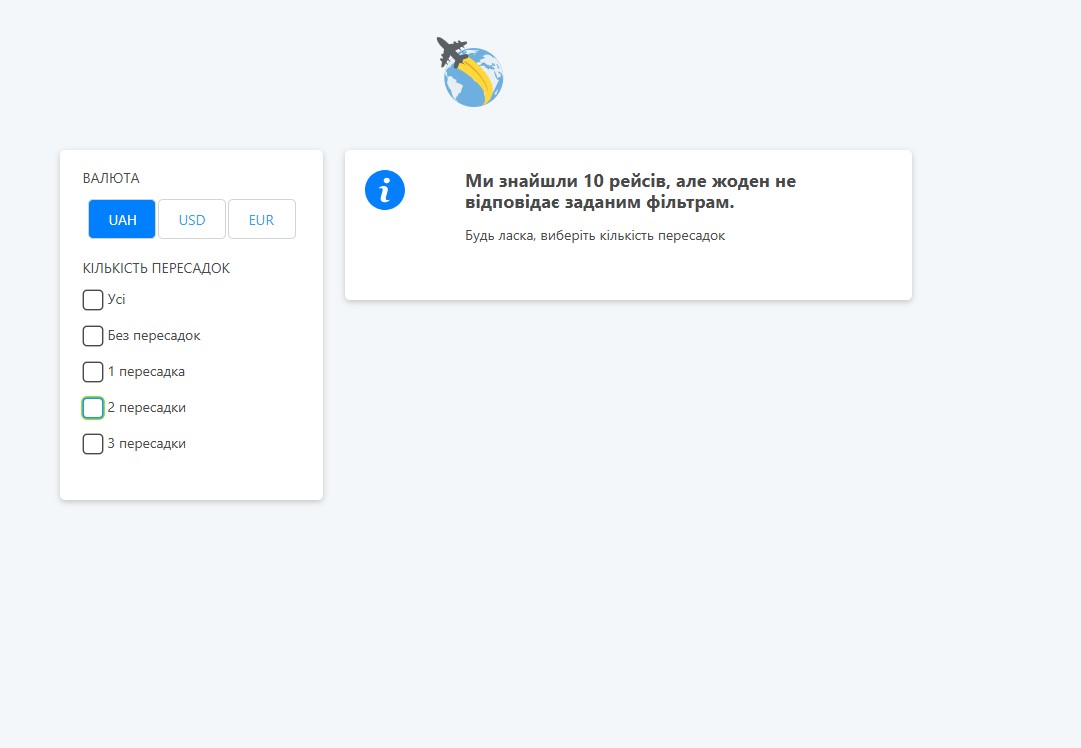 ВАЛЮТА
UAH USD EUR
КІЛЬКІСТЬ ПЕРЕСАДОК
Усі
Без пересадок
1 пересадка
2 пересадки
3 пересадки
Ми знайшли 10 рейсів, але жоден не
відповідає заданим фільтрам.
Будь ласка, виберіть кількість пересадок